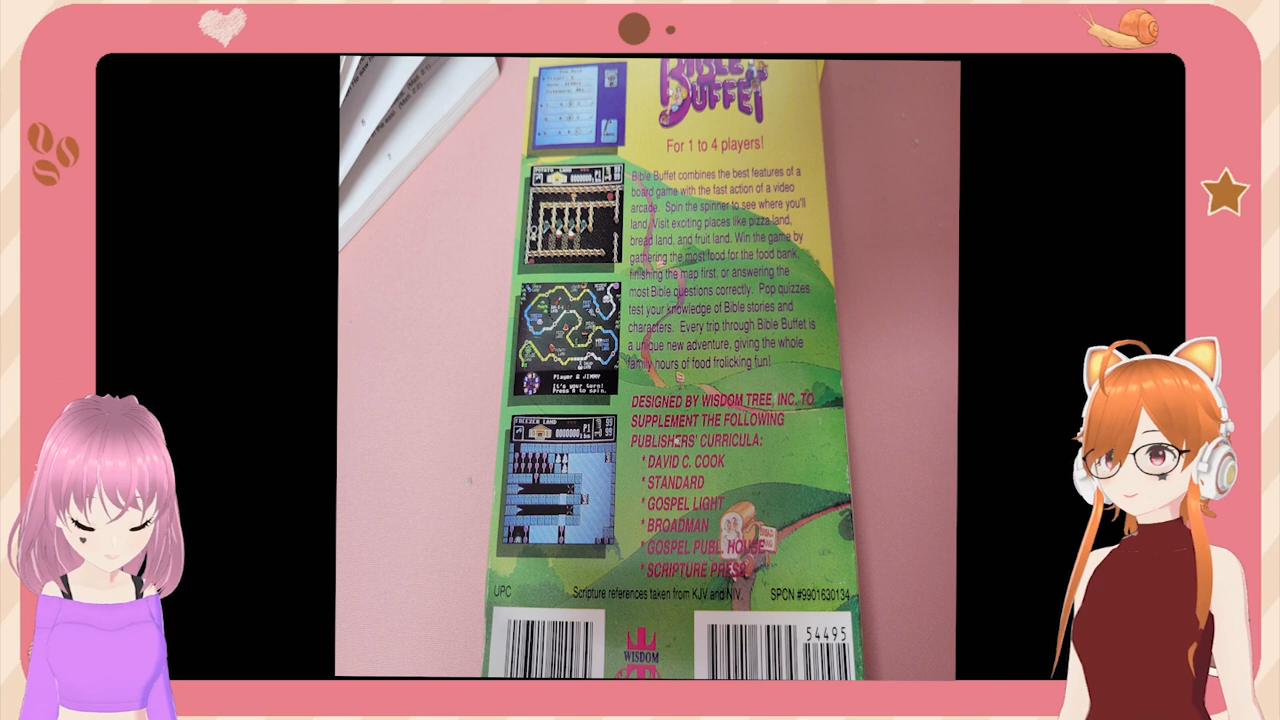 BIBLE
BUFFET
For 1 to 4 players!
Bible Buffet combines the best features of a
board game with the fast action of a video
arcade. Spin the spinner to see where you'll
land. Visit exciting places like pizza land,
bread land, and fruit land. Win the game by
gathering the most food for the food bank,
finishing the map first, or answering the
most Bible questions correctly. Pop quizzes
test your knowledge of Bible stories and
characters. Every trip through Bible Buffet is
a unique new adventure, giving the whole
family hours of food frolicking fun!
POTATO LAND
Player 2 JIMMY
It's your turn!
Press A to spin.
FREEZER LAND
DESIGNED BY WISDOM TREE, INC. TO
SUPPLEMENT THE FOLLOWING
PUBLISHERS' CURRICULA:
* DAVID C. COOK
* STANDARD
* GOSPEL LIGHT
* BROADMAN
* GOSPEL PUBL. HOUSE
* SCRIPTURE PRESS
UPC Scripture references taken from KJV and NIV. SPCN #9901630134
54495
WISDOM